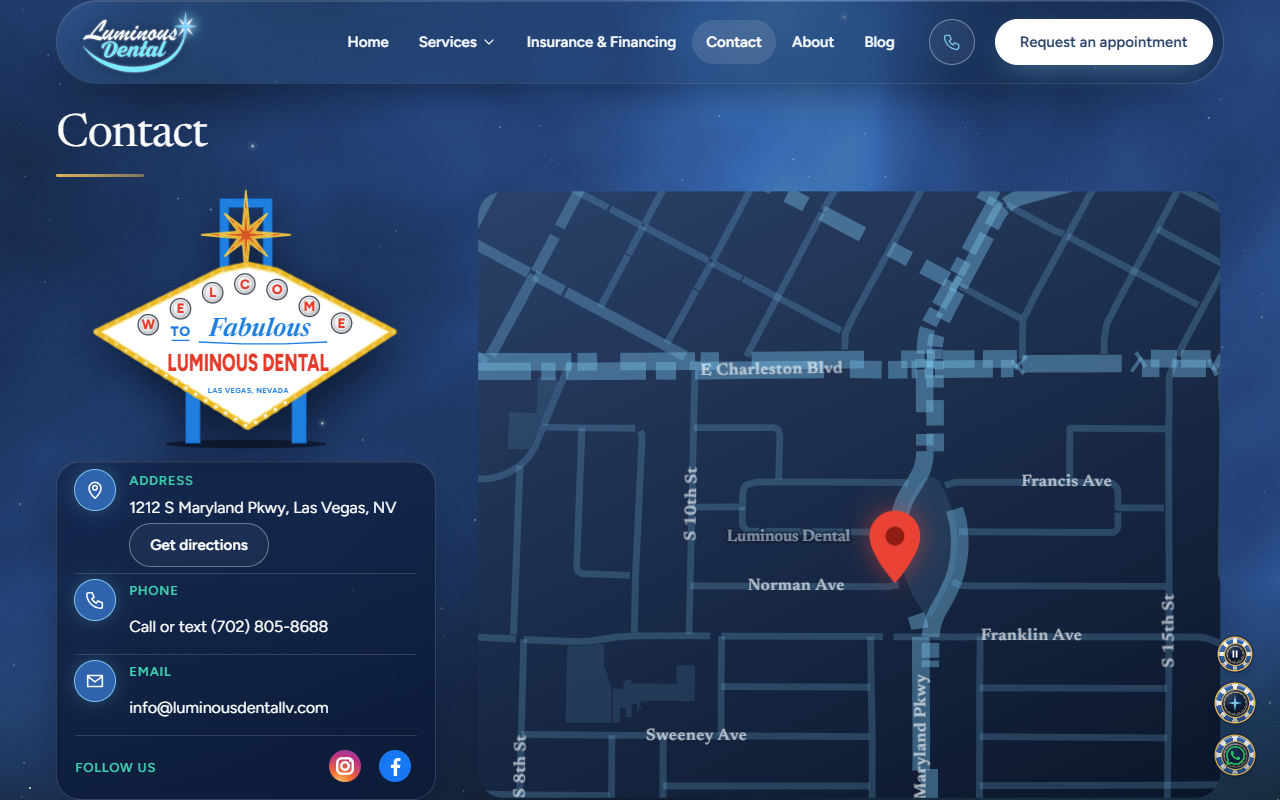 Luminous
Dental
Home
Services
Insurance & Financing
Contact
About
Blog
Request an appointment
Contact
WELCOME
TO Fabulous
LUMINOUS DENTAL
LAS VEGAS, NEVADA
ADDRESS
1212 S Maryland Pkwy, Las Vegas, NV
Get directions
PHONE
Call or text (702) 805-8688
EMAIL
info@luminousdentallv.com
FOLLOW US
E Charleston Blvd
S 10th St
Francis Ave
Luminous Dental
Norman Ave
S 15th St
Franklin Ave
Maryland Pkwy
Sweeney Ave
S 8th St